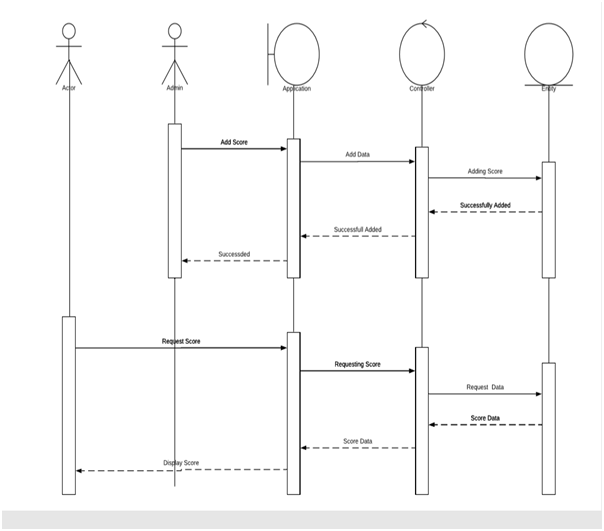 Actor
Admin
Application
Controller
Entity
Add Score
Add Data
Adding Score
Successfully Added
Successfull Added
Successded
Request Score
Requesting Score
Request Data
Score Data
Score Data
Display Score